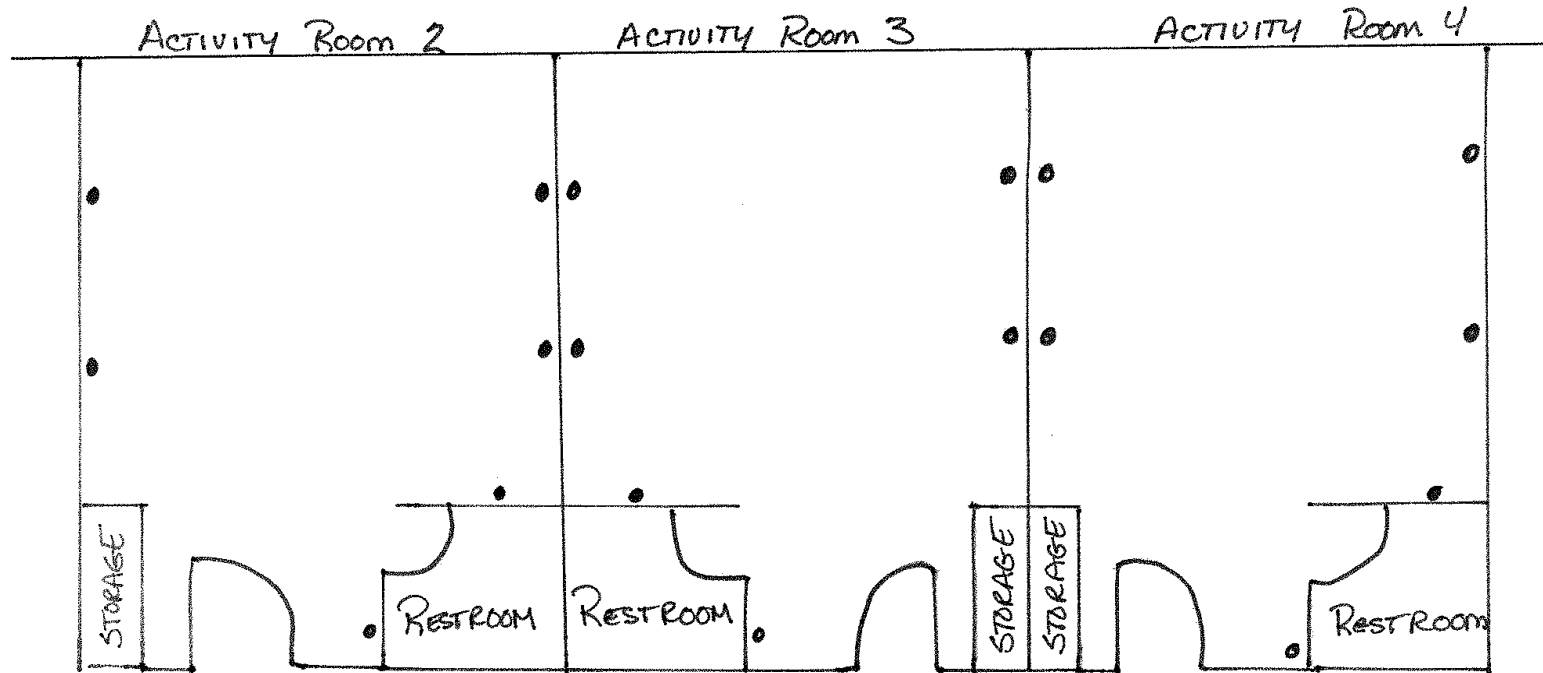 ACTIVITY Room 2
ACTIVITY Room 3
ACTIVITY Room 4
STORAGE
RESTROOM
RESTROOM
STORAGE
STORAGE
RESTROOM